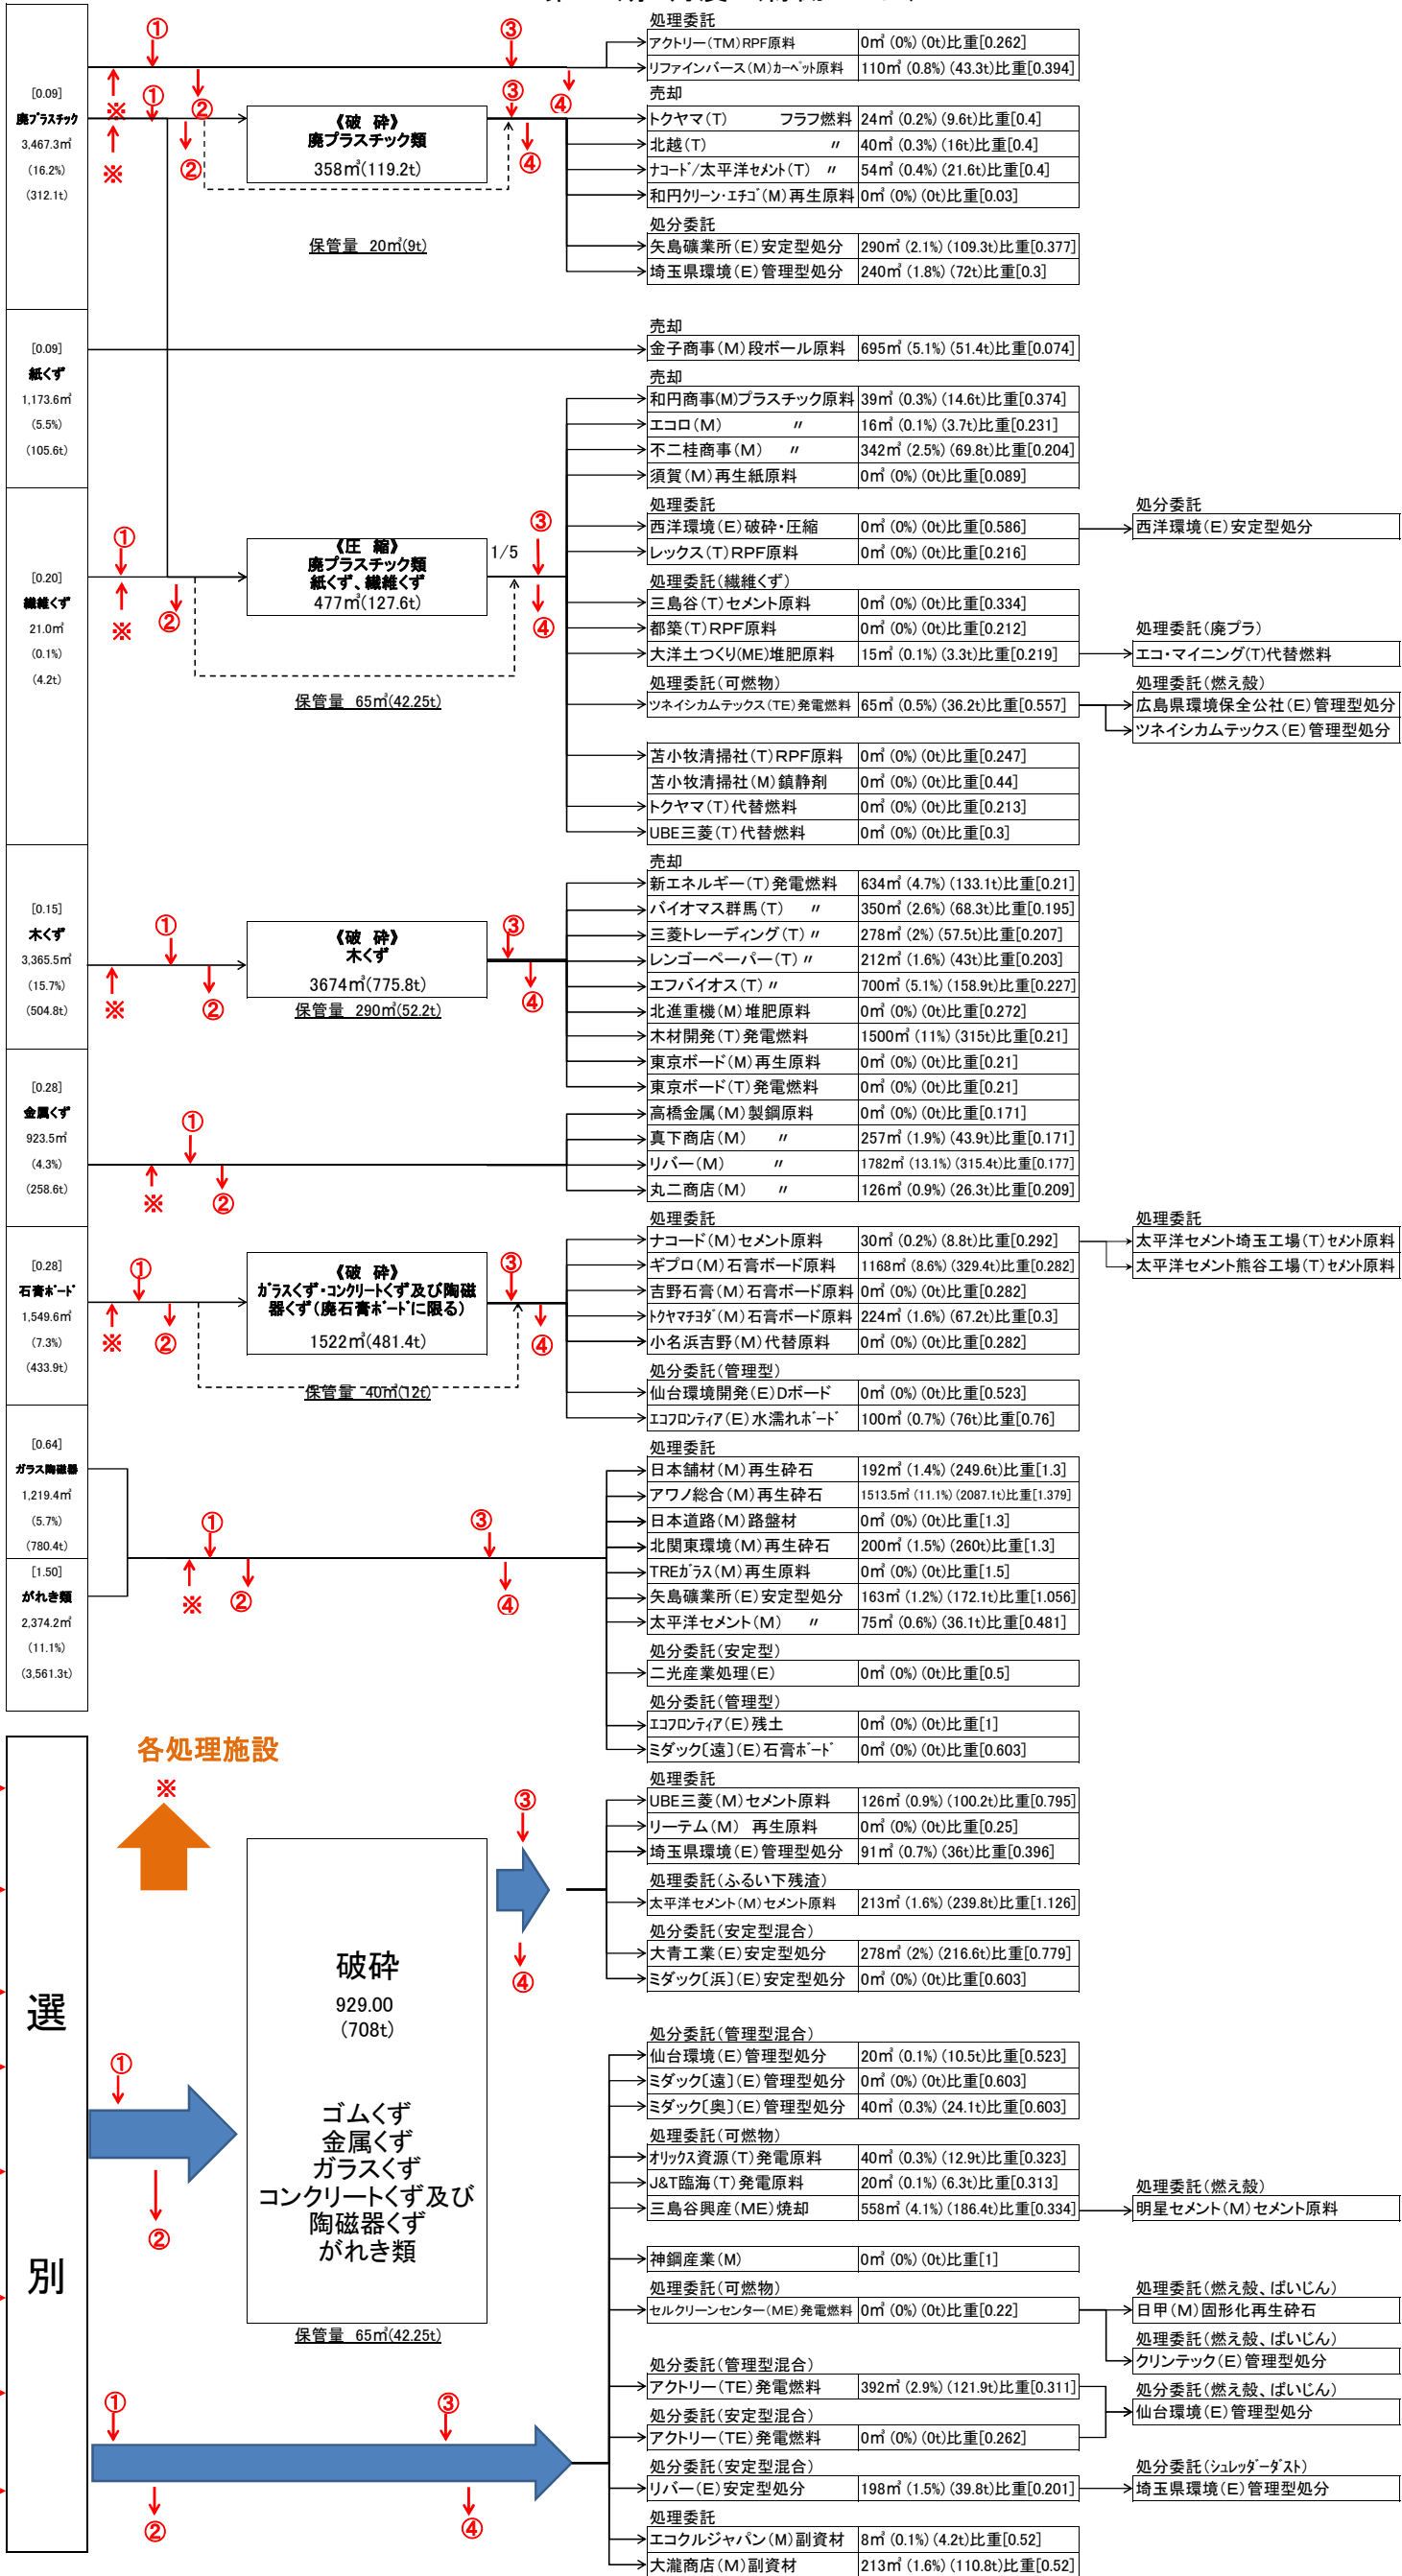 処理委託
アクトリー(TM)RPF原料 0㎥ (0%) (0t)比重[0.262]
リファインバース(M)カーペット原料 110㎥ (0.8%) (43.3t)比重[0.394]
売却
トクヤマ(T) フラフ燃料 24㎥ (0.2%) (9.6t)比重[0.4]
北越(T) 〃 40㎥ (0.3%) (16t)比重[0.4]
ナコード/太平洋セメント(T) 〃 54㎥ (0.4%) (21.6t)比重[0.4]
和円クリーン・エチゴ(M)再生原料 0㎥ (0%) (0t)比重[0.03]
処分委託
矢島礦業所(E)安定型処分 290㎥ (2.1%) (109.3t)比重[0.377]
埼玉県環境(E)管理型処分 240㎥ (1.8%) (72t)比重[0.3]
① ③
※ ② ④
① ③
※ ② ④
[0.09]
廃プラスチック
3,467.3㎥
(16.2%)
(312.1t)
《破 砕》
廃プラスチック類
358㎥(119.2t)
保管量 20㎥(9t)
[0.09]
紙くず
1,173.6㎥
(5.5%)
(105.6t)
売却
金子商事(M)段ボール原料 695㎥ (5.1%) (51.4t)比重[0.074]
売却
和円商事(M)プラスチック原料 39㎥ (0.3%) (14.6t)比重[0.374]
エコロ(M) 〃 16㎥ (0.1%) (3.7t)比重[0.231]
不二桂商事(M) 〃 342㎥ (2.5%) (69.8t)比重[0.204]
須賀(M)再生紙原料 0㎥ (0%) (0t)比重[0.089]
処理委託
西洋環境(E)破砕・圧縮 0㎥ (0%) (0t)比重[0.586]
レックス(T)RPF原料 0㎥ (0%) (0t)比重[0.216]
処分委託
西洋環境(E)安定型処分
[0.20]
繊維くず
21.0㎥
(0.1%)
(4.2t)
① ③
※ ② ④
《圧 縮》
廃プラスチック類
紙くず、繊維くず
477㎥(127.6t)
1/5
保管量 65㎥(42.25t)
処理委託(繊維くず)
三島谷(T)セメント原料 0㎥ (0%) (0t)比重[0.334]
都築(T)RPF原料 0㎥ (0%) (0t)比重[0.212]
大洋土つくり(ME)堆肥原料 15㎥ (0.1%) (3.3t)比重[0.219]
処理委託(廃プラ)
エコ・マイニング(T)代替燃料
処理委託(可燃物)
ツネイシカムテックス(TE)発電燃料 65㎥ (0.5%) (36.2t)比重[0.557]
処理委託(燃え殻)
広島県環境保全公社(E)管理型処分
ツネイシカムテックス(E)管理型処分
苫小牧清掃社(T)RPF原料 0㎥ (0%) (0t)比重[0.247]
苫小牧清掃社(M)鎮静剤 0㎥ (0%) (0t)比重[0.44]
トクヤマ(T)代替燃料 0㎥ (0%) (0t)比重[0.213]
UBE三菱(T)代替燃料 0㎥ (0%) (0t)比重[0.3]
[0.15]
木くず
3,365.5㎥
(15.7%)
(504.8t)
① ③
※ ② ④
《破 砕》
木くず
3674㎥(775.8t)
保管量 290㎥(52.2t)
売却
新エネルギー(T)発電燃料 634㎥ (4.7%) (133.1t)比重[0.21]
バイオマス群馬(T) 〃 350㎥ (2.6%) (68.3t)比重[0.195]
三菱トレーディング(T)〃 278㎥ (2%) (57.5t)比重[0.207]
レンゴーペーパー(T)〃 212㎥ (1.6%) (43t)比重[0.203]
エフバイオス(T)〃 700㎥ (5.1%) (158.9t)比重[0.227]
北進重機(M)堆肥原料 0㎥ (0%) (0t)比重[0.272]
木材開発(T)発電燃料 1500㎥ (11%) (315t)比重[0.21]
東京ボード(M)再生原料 0㎥ (0%) (0t)比重[0.21]
東京ボード(T)発電燃料 0㎥ (0%) (0t)比重[0.21]
[0.28]
金属くず
923.5㎥
(4.3%)
(258.6t)
①
※ ②
高橋金属(M)製鋼原料 0㎥ (0%) (0t)比重[0.171]
真下商店(M) 〃 257㎥ (1.9%) (43.9t)比重[0.171]
リバー(M) 〃 1782㎥ (13.1%) (315.4t)比重[0.177]
丸二商店(M) 〃 126㎥ (0.9%) (26.3t)比重[0.209]
[0.28]
石膏ボード
1,549.6㎥
(7.3%)
(433.9t)
① ③
※ ② ④
《破 砕》
ガラスくず・コンクリートくず及び陶磁
器くず(廃石膏ボードに限る)
1522㎥(481.4t)
保管量 40㎥(12t)
処理委託
ナコード(M)セメント原料 30㎥ (0.2%) (8.8t)比重[0.292]
ギプロ(M)石膏ボード原料 1168㎥ (8.6%) (329.4t)比重[0.282]
吉野石膏(M)石膏ボード原料 0㎥ (0%) (0t)比重[0.282]
トクヤマチヨダ(M)石膏ボード原料 224㎥ (1.6%) (67.2t)比重[0.3]
小名浜吉野(M)代替原料 0㎥ (0%) (0t)比重[0.282]
処理委託
太平洋セメント埼玉工場(T)セメント原料
太平洋セメント熊谷工場(T)セメント原料
処分委託(管理型)
仙台環境開発(E)Dボード 0㎥ (0%) (0t)比重[0.523]
エコフロンティア(E)水濡れボード 100㎥ (0.7%) (76t)比重[0.76]
[0.64]
ガラス陶磁器
1,219.4㎥
(5.7%)
(780.4t)
[1.50]
がれき類
2,374.2㎥
(11.1%)
(3,561.3t)
① ③
※ ② ④
処理委託
日本舗材(M)再生砕石 192㎥ (1.4%) (249.6t)比重[1.3]
アワノ総合(M)再生砕石 1513.5㎥ (11.1%) (2087.1t)比重[1.379]
日本道路(M)路盤材 0㎥ (0%) (0t)比重[1.3]
北関東環境(M)再生砕石 200㎥ (1.5%) (260t)比重[1.3]
TREガラス(M)再生原料 0㎥ (0%) (0t)比重[1.5]
矢島礦業所(E)安定型処分 163㎥ (1.2%) (172.1t)比重[1.056]
太平洋セメント(M) 〃 75㎥ (0.6%) (36.1t)比重[0.481]
処分委託(安定型)
二光産業処理(E) 0㎥ (0%) (0t)比重[0.5]
処分委託(管理型)
エコフロンティア(E)残土 0㎥ (0%) (0t)比重[1]
ミダック〔遠〕(E)石膏ボード 0㎥ (0%) (0t)比重[0.603]
選
別
各処理施設
※
③
④
①
②
破砕
929.00
(708t)
ゴムくず
金属くず
ガラスくず
コンクリートくず及び
陶磁器くず
がれき類
保管量 65㎥(42.25t)
処理委託
UBE三菱(M)セメント原料 126㎥ (0.9%) (100.2t)比重[0.795]
リーテム(M) 再生原料 0㎥ (0%) (0t)比重[0.25]
埼玉県環境(E)管理型処分 91㎥ (0.7%) (36t)比重[0.396]
処理委託(ふるい下残渣)
太平洋セメント(M)セメント原料 213㎥ (1.6%) (239.8t)比重[1.126]
処分委託(安定型混合)
大青工業(E)安定型処分 278㎥ (2%) (216.6t)比重[0.779]
ミダック〔浜〕(E)安定型処分 0㎥ (0%) (0t)比重[0.603]
処分委託(管理型混合)
仙台環境(E)管理型処分 20㎥ (0.1%) (10.5t)比重[0.523]
ミダック〔遠〕(E)管理型処分 0㎥ (0%) (0t)比重[0.603]
ミダック〔奥〕(E)管理型処分 40㎥ (0.3%) (24.1t)比重[0.603]
処理委託(可燃物)
オリックス資源(T)発電原料 40㎥ (0.3%) (12.9t)比重[0.323]
J&T臨海(T)発電原料 20㎥ (0.1%) (6.3t)比重[0.313]
三島谷興産(ME)焼却 558㎥ (4.1%) (186.4t)比重[0.334]
処理委託(燃え殻)
明星セメント(M)セメント原料
神鋼産業(M) 0㎥ (0%) (0t)比重[1]
処理委託(可燃物)
セルクリーンセンター(ME)発電燃料 0㎥ (0%) (0t)比重[0.22]
処理委託(燃え殻、ばいじん)
日甲(M)固形化再生砕石
処理委託(燃え殻、ばいじん)
クリンテック(E)管理型処分
処分委託(管理型混合)
アクトリー(TE)発電燃料 392㎥ (2.9%) (121.9t)比重[0.311]
処分委託(燃え殻、ばいじん)
仙台環境(E)管理型処分
① ③
② ④
処分委託(安定型混合)
アクトリー(TE)発電燃料 0㎥ (0%) (0t)比重[0.262]
処分委託(安定型混合)
リバー(E)安定型処分 198㎥ (1.5%) (39.8t)比重[0.201]
処分委託(シュレッダーダスト)
埼玉県環境(E)管理型処分
処理委託
エコクルジャパン(M)副資材 8㎥ (0.1%) (4.2t)比重[0.52]
大瀧商店(M)副資材 213㎥ (1.6%) (110.8t)比重[0.52]